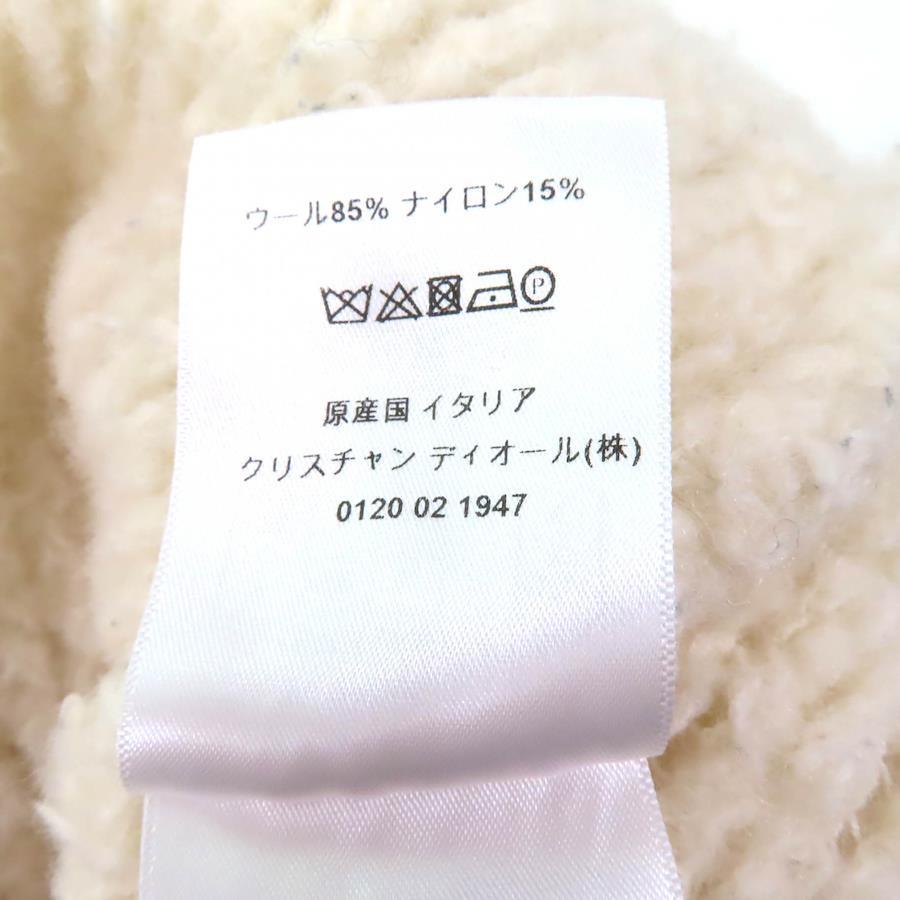 ウール85% ナイロン15%
P
原産国 イタリア
クリスチャン ディオール(株)
0120 02 1947